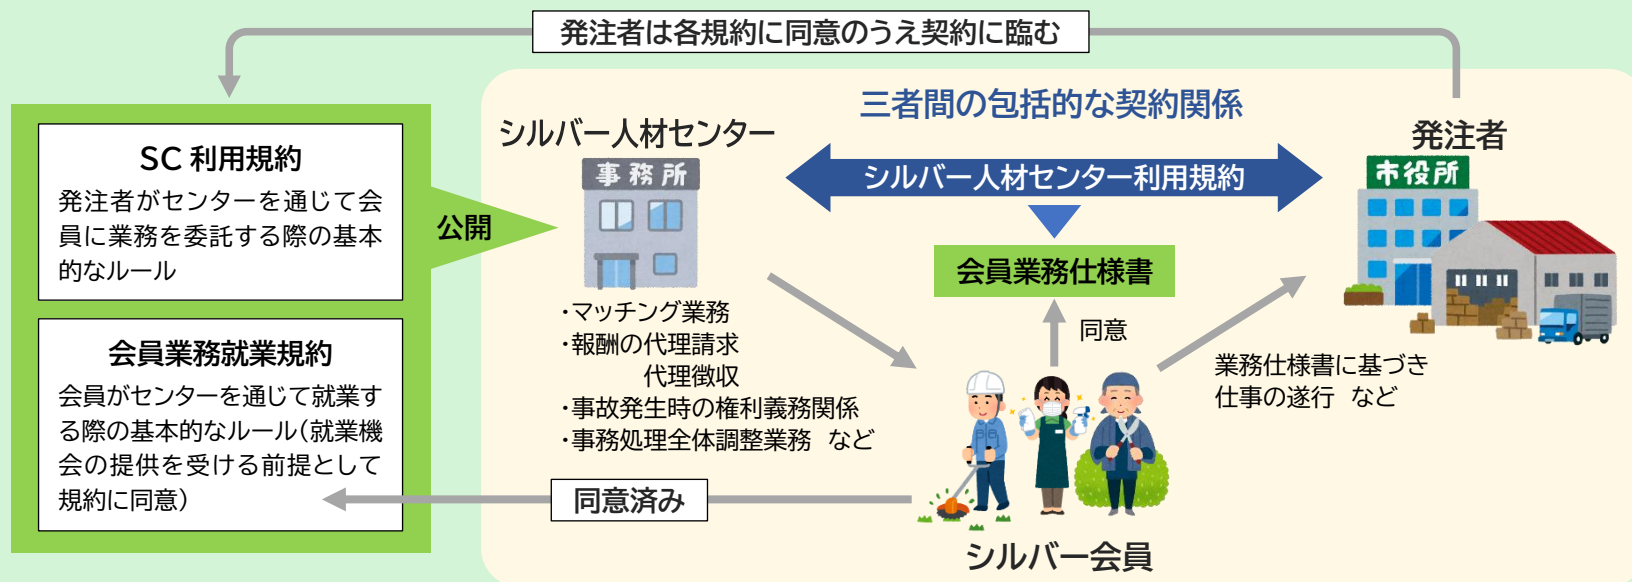 発注者は各規約に同意のうえ契約に臨む
SC 利用規約
発注者がセンターを通じて会
員に業務を委託する際の基本
的なルール
会員業務就業規約
会員がセンターを通じて就業す
る際の基本的なルール(就業機
会の提供を受ける前提として
規約に同意)
公開
三者間の包括的な契約関係
シルバー人材センター
事務所
・マッチング業務
・報酬の代理請求
代理徴収
・事故発生時の権利義務関係
・事務処理全体調整業務 など
シルバー人材センター利用規約
会員業務仕様書
同意
発注者
市役所
業務仕様書に基づき
仕事の遂行 など
同意済み
シルバー会員